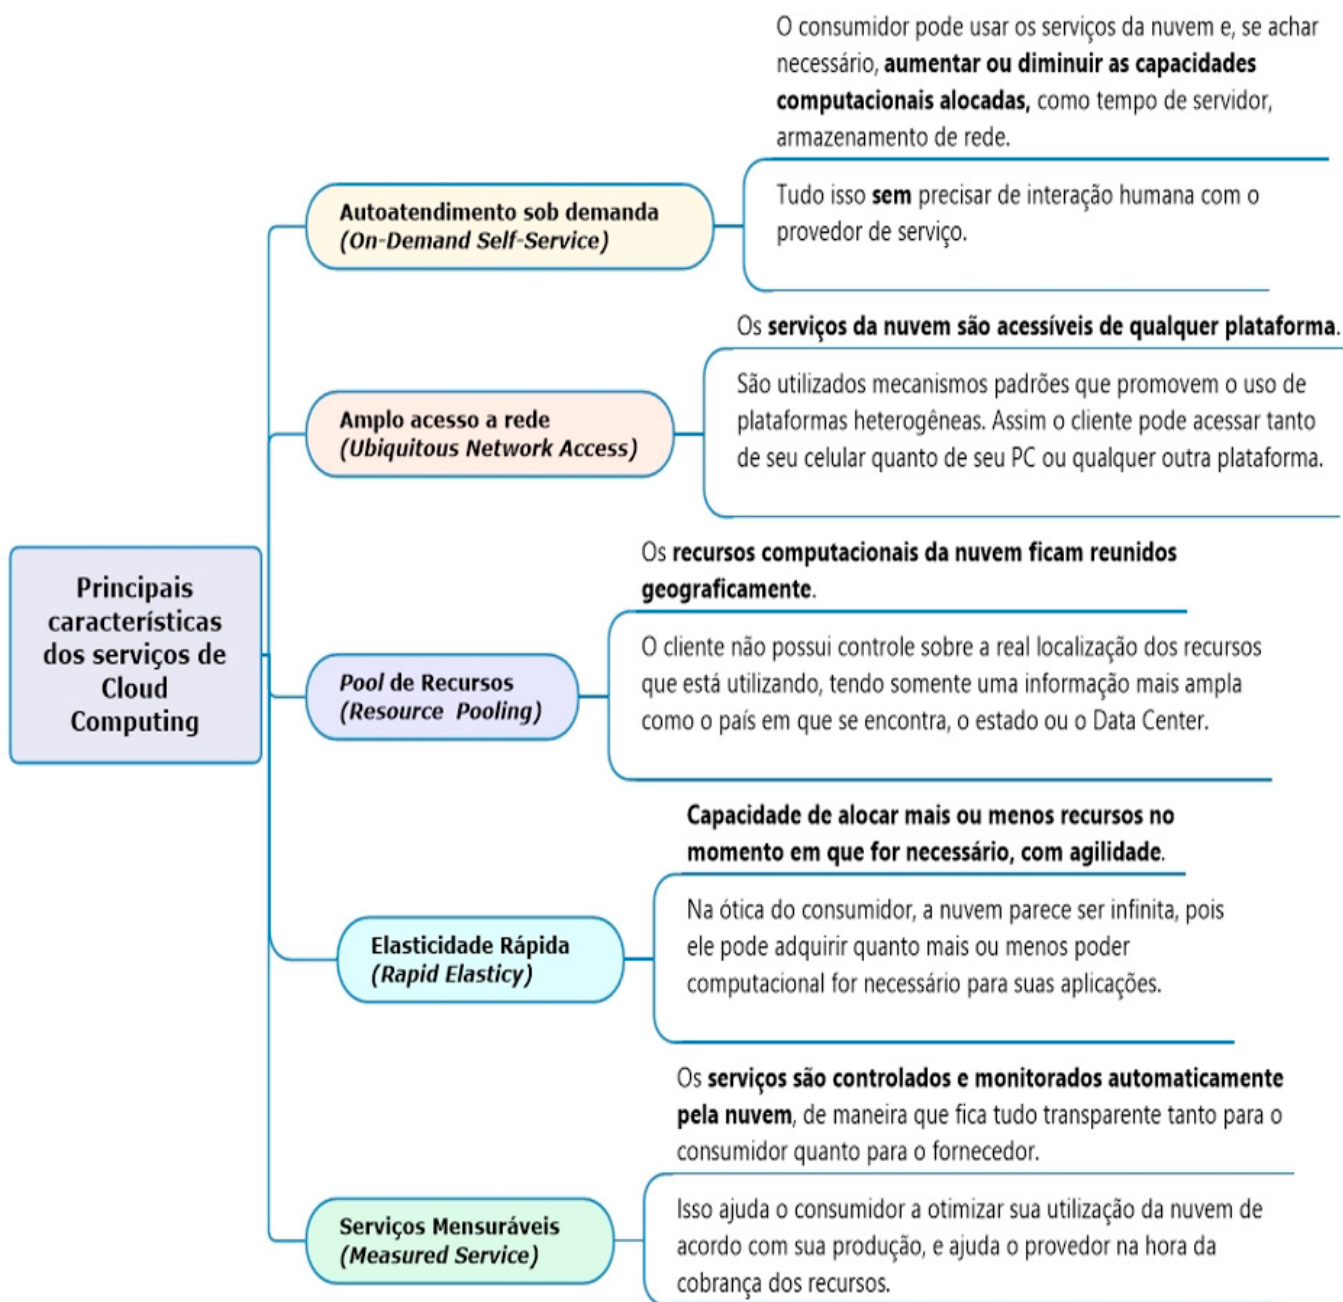 Principais
características
dos serviços de
Cloud
Computing
Autoatendimento sob demanda
(On-Demand Self-Service)
O consumidor pode usar os serviços da nuvem e, se achar
necessário, aumentar ou diminuir as capacidades
computacionais alocadas, como tempo de servidor,
armazenamento de rede.
Tudo isso sem precisar de interação humana com o
provedor de serviço.
Amplo acesso a rede
(Ubiquitous Network Access)
Os serviços da nuvem são acessíveis de qualquer plataforma.
São utilizados mecanismos padrões que promovem o uso de
plataformas heterogêneas. Assim o cliente pode acessar tanto
de seu celular quanto de seu PC ou qualquer outra plataforma.
Pool de Recursos
(Resource Pooling)
Os recursos computacionais da nuvem ficam reunidos
geograficamente.
O cliente não possui controle sobre a real localização dos recursos
que está utilizando, tendo somente uma informação mais ampla
como o país em que se encontra, o estado ou o Data Center.
Elasticidade Rápida
(Rapid Elasticy)
Capacidade de alocar mais ou menos recursos no
momento em que for necessário, com agilidade.
Na ótica do consumidor, a nuvem parece ser infinita, pois
ele pode adquirir quanto mais ou menos poder
computacional for necessário para suas aplicações.
Serviços Mensuráveis
(Measured Service)
Os serviços são controlados e monitorados automaticamente
pela nuvem, de maneira que fica tudo transparente tanto para o
consumidor quanto para o fornecedor.
Isso ajuda o consumidor a otimizar sua utilização da nuvem de
acordo com sua produção, e ajuda o provedor na hora da
cobrança dos recursos.